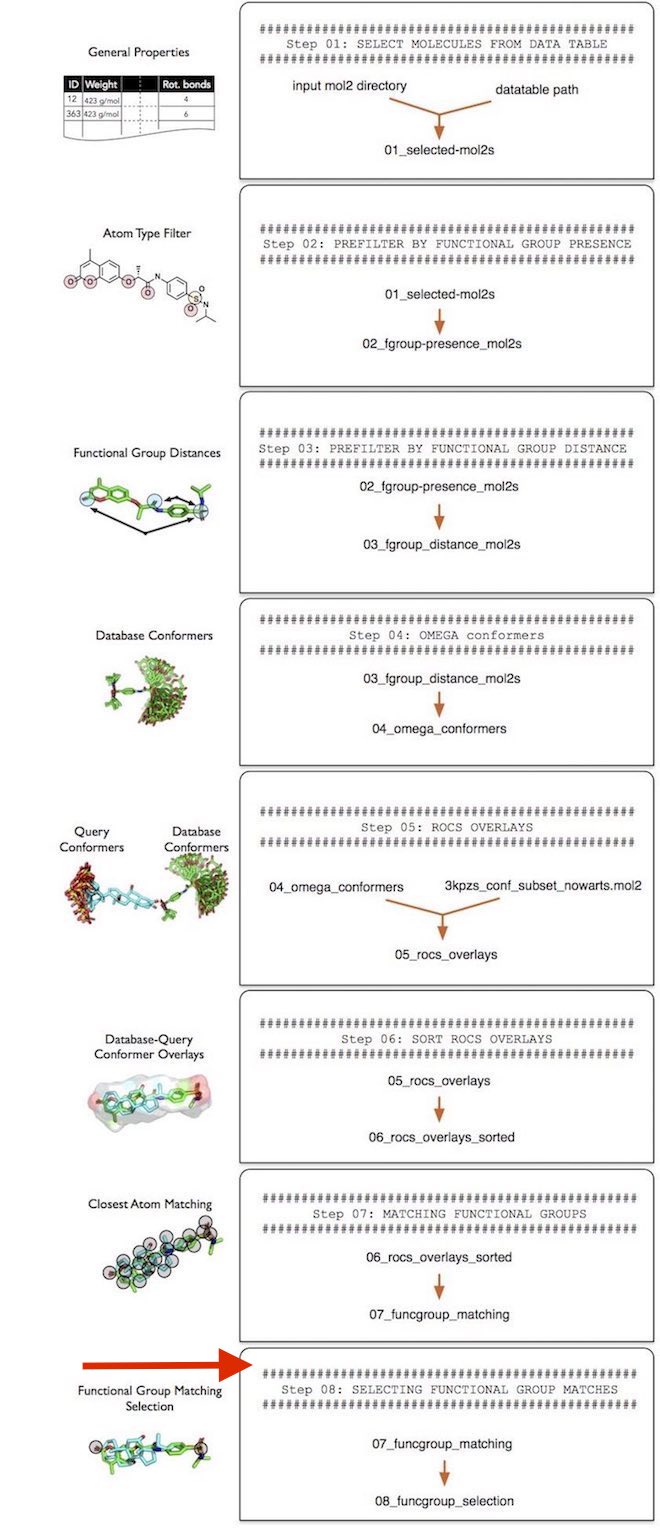 General Properties
ID Weight Rot. bonds
12 423 g/mol 4
363 423 g/mol 6
################################################
Step 01: SELECT MOLECULES FROM DATA TABLE
################################################
input mol2 directory
datatable path
01_selected-mol2s
Atom Type Filter
O O O O N S O O N
################################################
Step 02: PREFILTER BY FUNCTIONAL GROUP PRESENCE
################################################
01_selected-mol2s
02_fgroup-presence_mol2s
Functional Group Distances
################################################
Step 03: PREFILTER BY FUNCTIONAL GROUP DISTANCE
################################################
02_fgroup-presence_mol2s
03_fgroup_distance_mol2s
Database Conformers
################################################
Step 04: OMEGA conformers
################################################
03_fgroup_distance_mol2s
04_omega_conformers
Query
Conformers
Database
Conformers
################################################
Step 05: ROCS OVERLAYS
################################################
04_omega_conformers
3kpzs_conf_subset_nowarts.mol2
05_rocs_overlays
Database-Query
Conformer Overlays
################################################
Step 06: SORT ROCS OVERLAYS
################################################
05_rocs_overlays
06_rocs_overlays_sorted
Closest Atom Matching
################################################
Step 07: MATCHING FUNCTIONAL GROUPS
################################################
06_rocs_overlays_sorted
07_funcgroup_matching
Functional Group Matching
Selection
################################################
Step 08: SELECTING FUNCTIONAL GROUP MATCHES
################################################
07_funcgroup_matching
08_funcgroup_selection